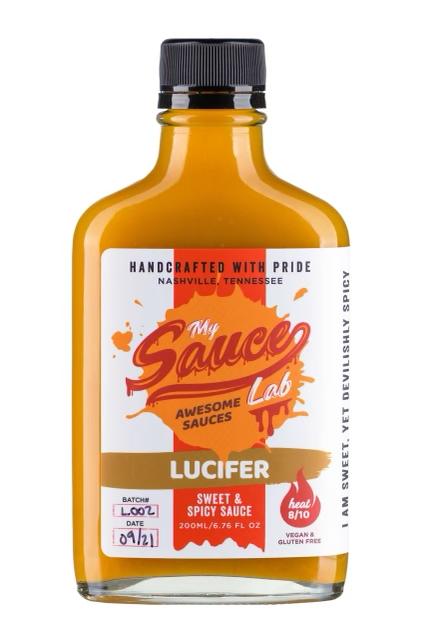 HANDCRAFTED WITH PRIDE
NASHVILLE, TENNESSEE
My
Sauce
Lab
AWESOME
SAUCES
LUCIFER
BATCH#
L002
DATE
09/21
SWEET &
SPICY SAUCE
200ML/6.76 FL OZ
heat
8/10
VEGAN &
GLUTEN FREE
I AM SWEET, YET DEVILISHLY SPICY